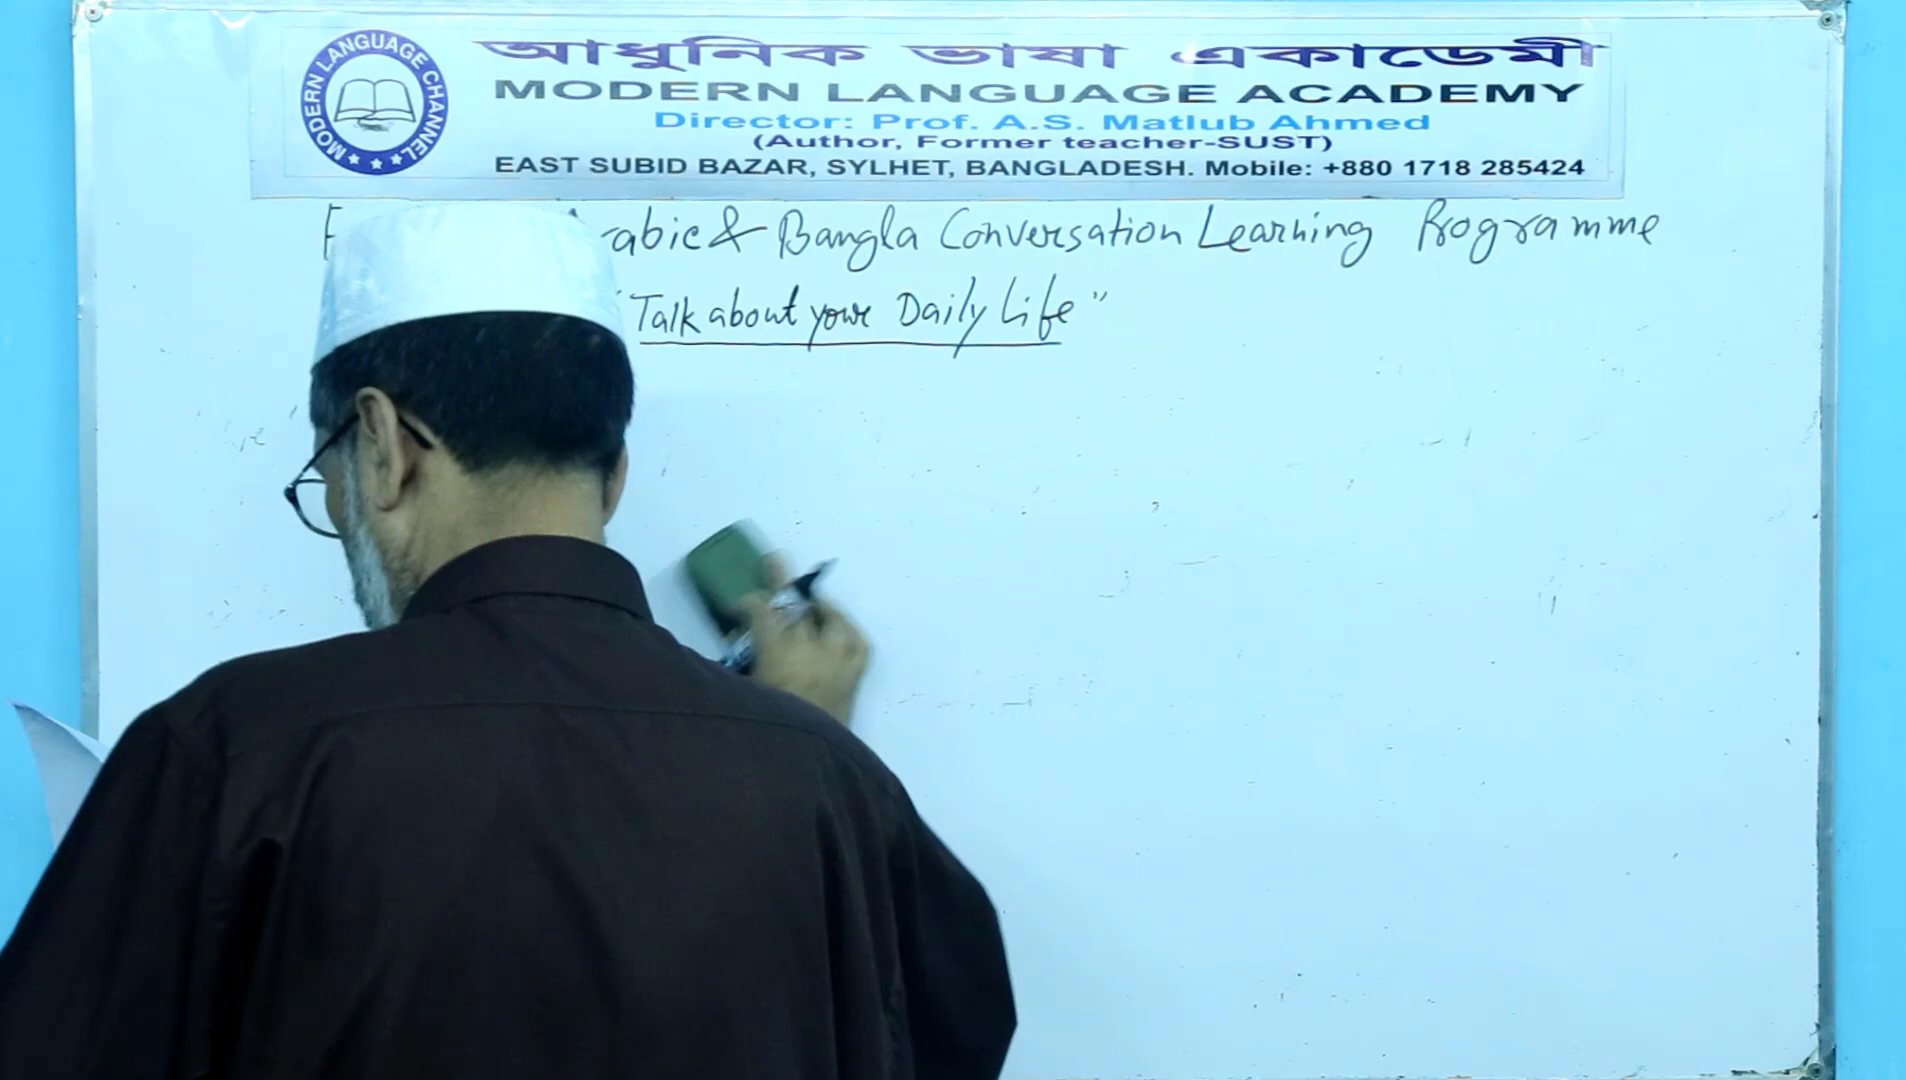 MODERN LANGUAGE CHANNEL
আধুনিক ভাষা একাডেমী
MODERN LANGUAGE ACADEMY
Director: Prof. A.S. Matlub Ahmed
(Author, Former teacher-SUST)
EAST SUBID BAZAR, SYLHET, BANGLADESH. Mobile: +880 1718 285424
& Bangla Conversation Learning Programme
"Talk about your Daily Life"